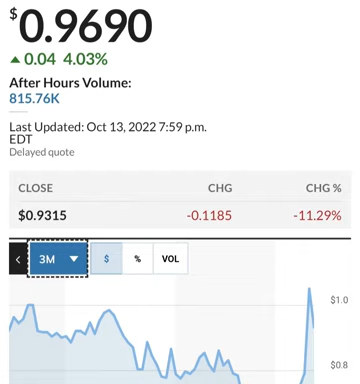 $0.9690
▲ 0.04 4.03%
After Hours Volume:
815.76K
Last Updated: Oct 13, 2022 7:59 p.m.
EDT
Delayed quote
CLOSE CHG CHG %
$0.9315 -0.1185 -11.29%
3M $ % VOL
$1.0
$0.8